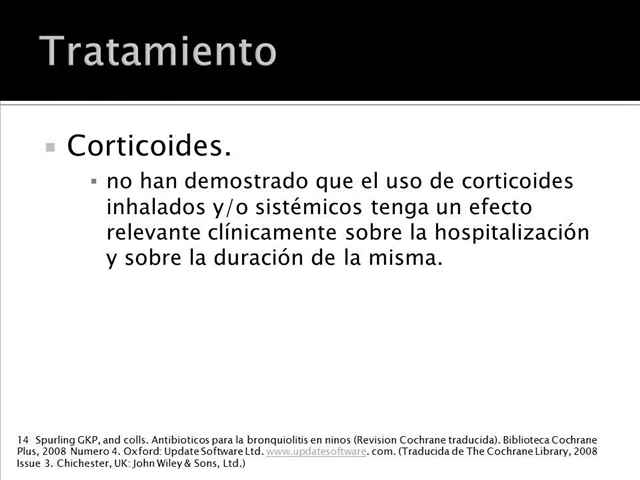 Tratamiento
Corticoides.
no han demostrado que el uso de corticoides
inhalados y/o sistémicos tenga un efecto
relevante clínicamente sobre la hospitalización
y sobre la duración de la misma.
14 Spurling GKP, and colls. Antibioticos para la bronquiolitis en ninos (Revision Cochrane traducida). Biblioteca Cochrane
Plus, 2008 Numero 4. Oxford: Update Software Ltd. www.updatesoftware. com. (Traducida de The Cochrane Library, 2008
Issue 3. Chichester, UK: John Wiley & Sons, Ltd.)